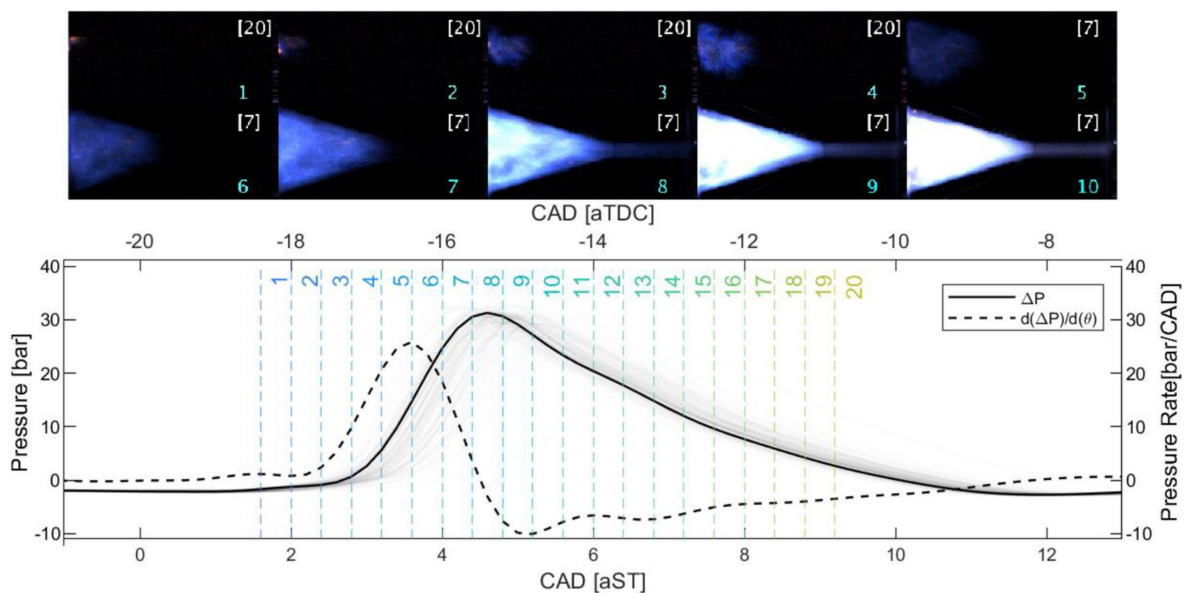 [20] [20] [20] [20] [7]
1 2 3 4 5
[7] [7] [7] [7] [7]
6 7 8 9 10
CAD [aTDC]
-20 -18 -16 -14 -12 -10 -8
40 1 2 3 4 5 6 7 8 9 10 11 12 13 14 15 16 17 18 19 20 40
ΔP
30 30
d(ΔP)/d(θ)
20 20
10 10
0 0
-10 -10
Pressure [bar]
Pressure Rate[bar/CAD]
0 2 4 6 8 10 12
CAD [aST]